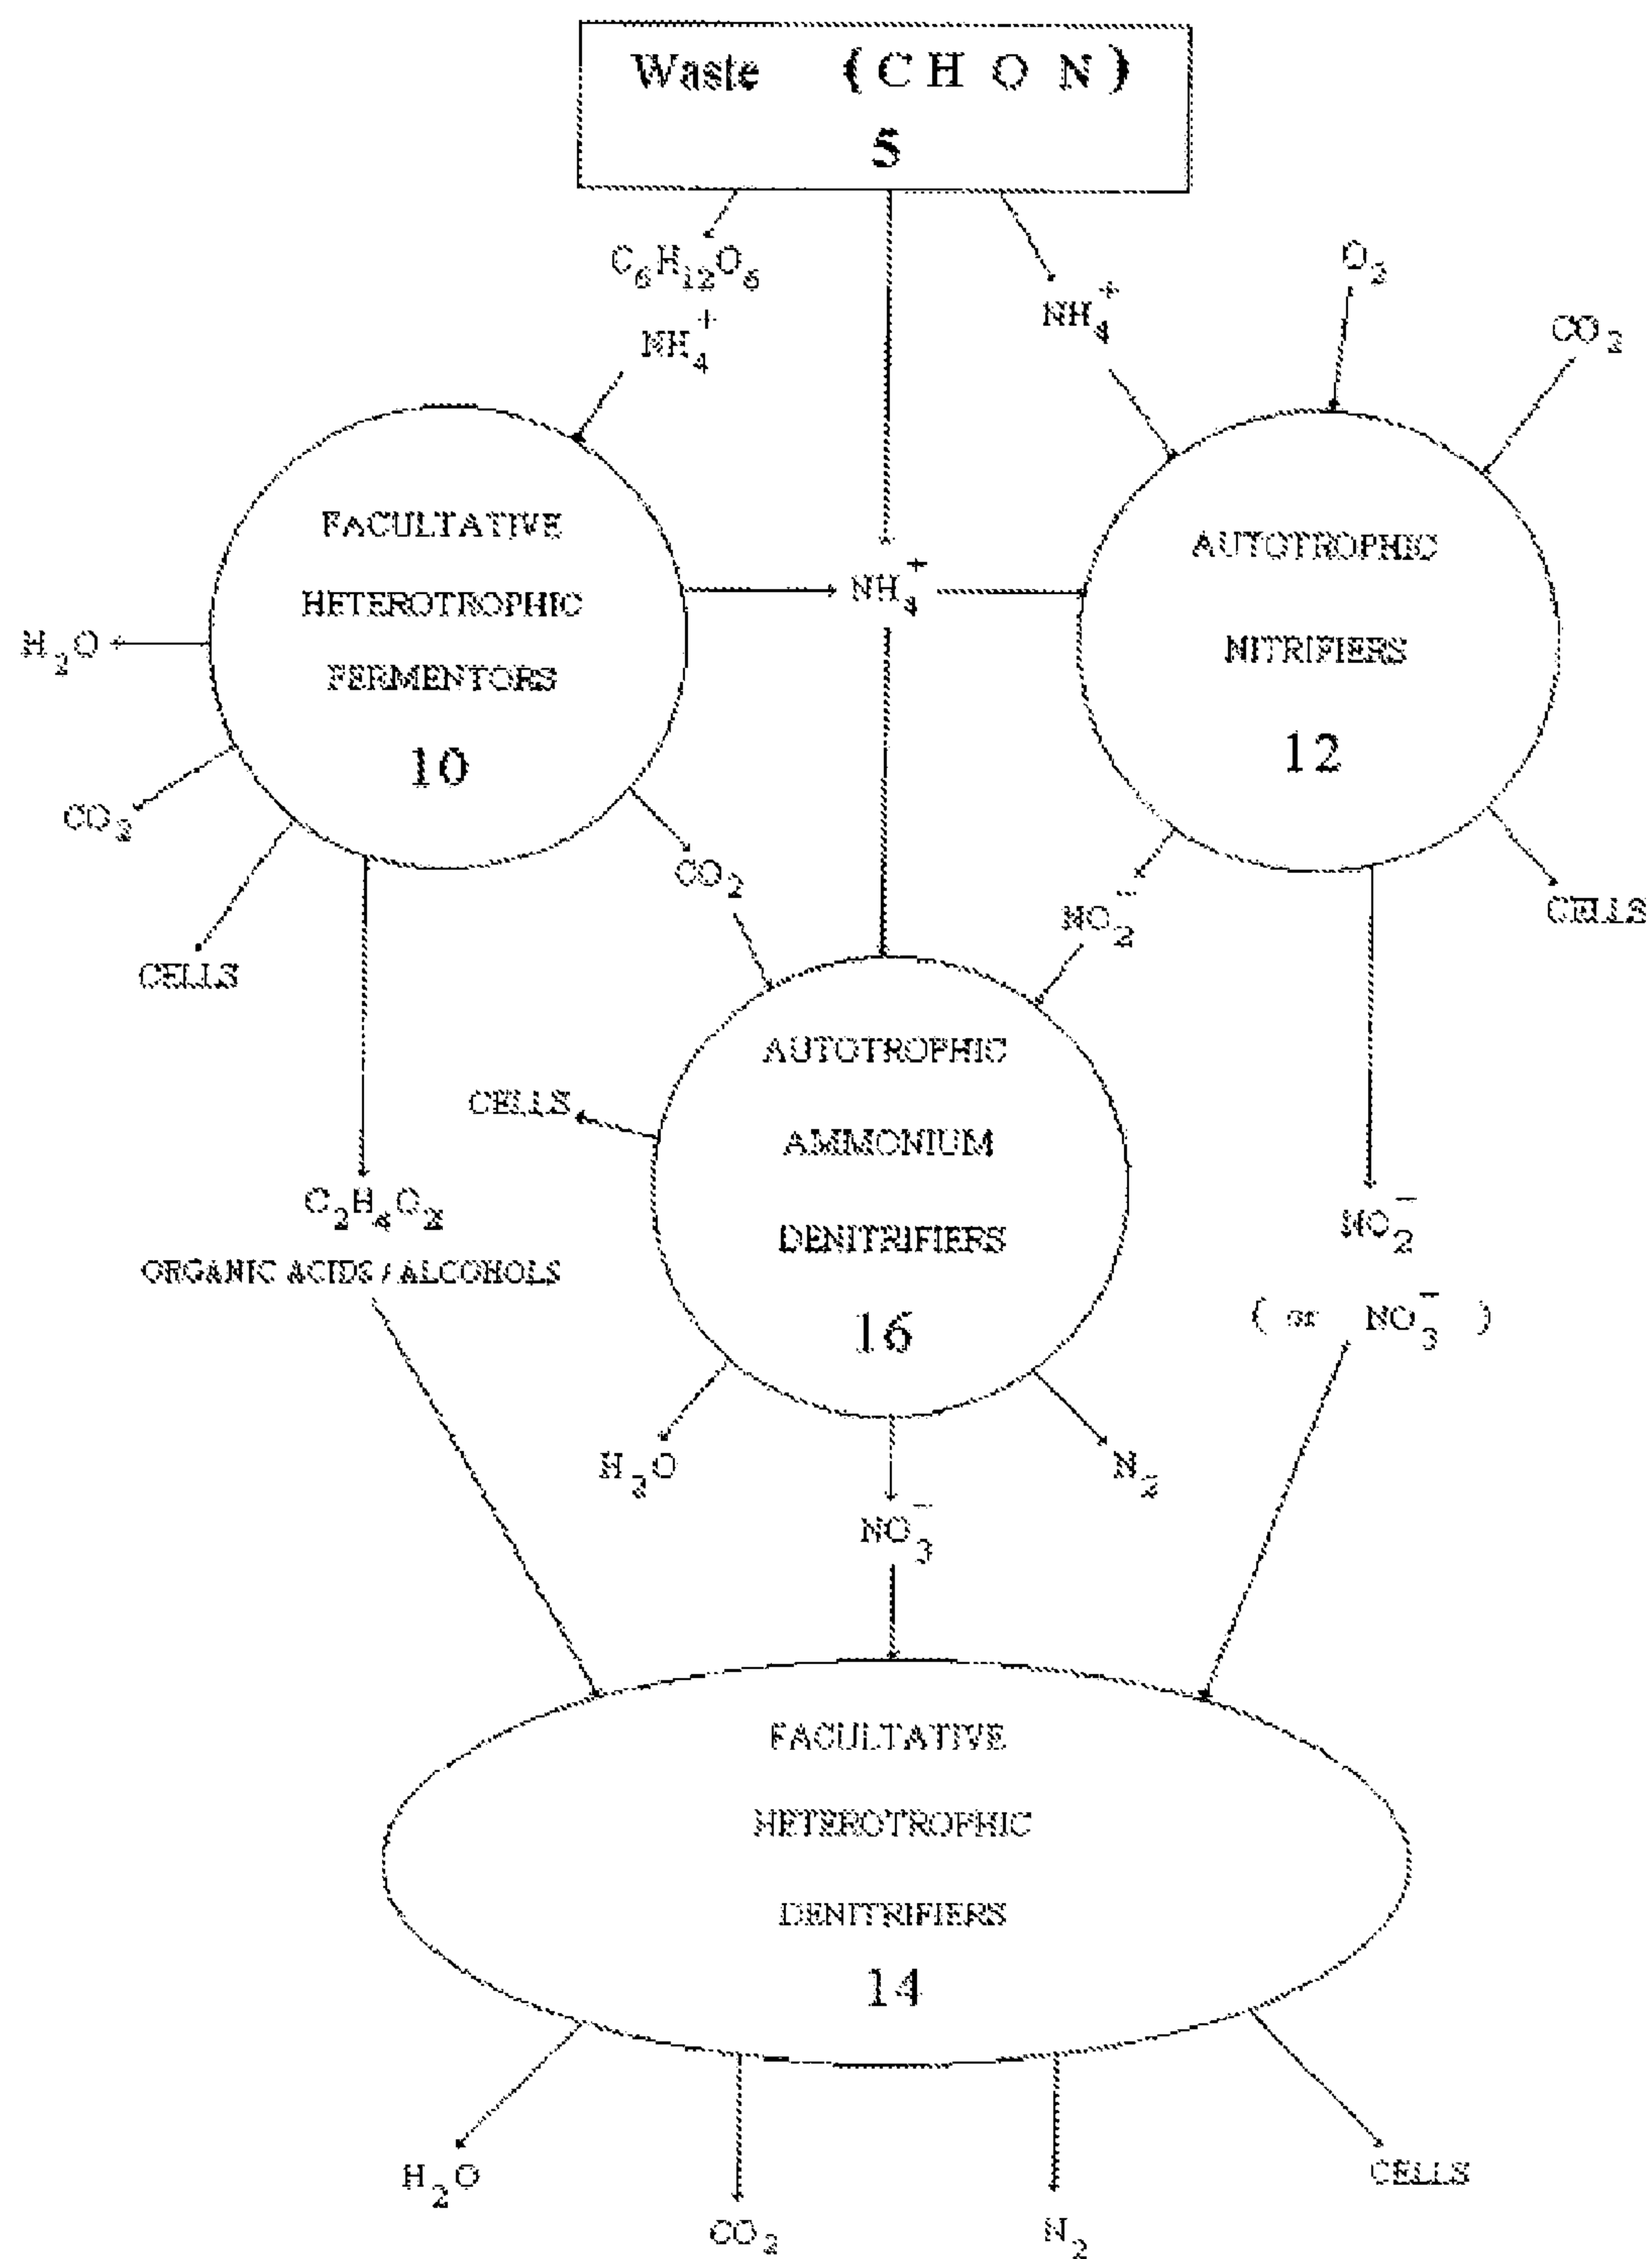 Waste (CHON)
5
C₆H₁₂O₆
NH₄⁺
NH₄⁺
O₂
CO₂
FACULTATIVE
HETEROTROPHIC
FERMENTORS
10
NH₄⁺
AUTOTROPHIC
NITRIFIERS
12
H₂O
CO₂
CELLS
CO₂
NO₂⁻
CELLS
AUTOTROPHIC
AMMONIUM
DENITRIFIERS
16
CELLS
C₂H₄O₂
ORGANIC ACIDS / ALCOHOLS
NO₂⁻
( or NO₃⁻ )
H₂O
N₂
NO₃⁻
FACULTATIVE
HETEROTROPHIC
DENITRIFIERS
14
H₂O
CO₂
N₂
CELLS